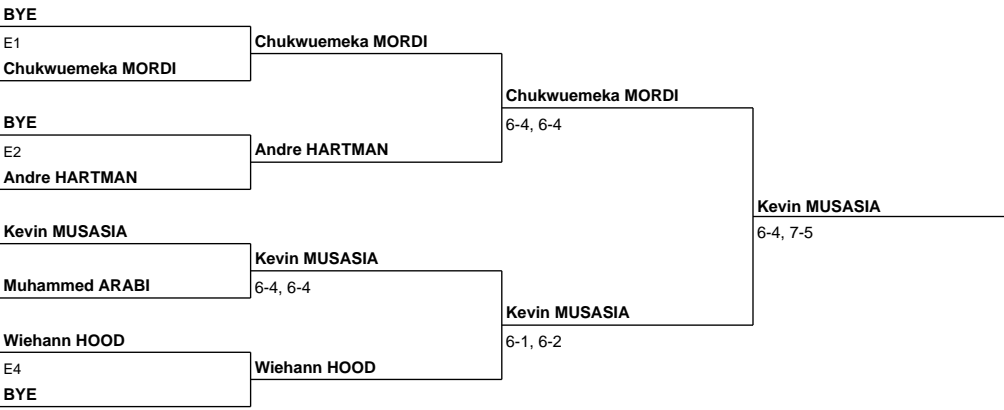 BYE
E1
Chukwuemeka MORDI
BYE
E2
Andre HARTMAN
Kevin MUSASIA
Muhammed ARABI
Wiehann HOOD
E4
BYE
Chukwuemeka MORDI
Andre HARTMAN
Kevin MUSASIA
6-4, 6-4
Wiehann HOOD
Chukwuemeka MORDI
6-4, 6-4
Kevin MUSASIA
6-1, 6-2
Kevin MUSASIA
6-4, 7-5